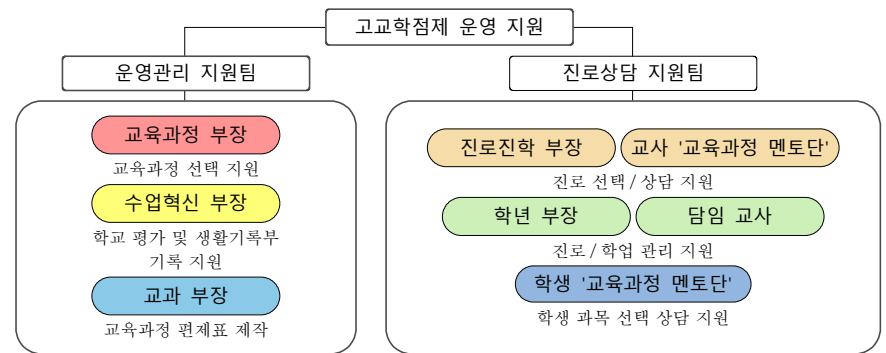 고교학점제 운영 지원
운영관리 지원팀
교육과정 부장
교육과정 선택 지원
수업혁신 부장
학교 평가 및 생활기록부
기록 지원
교과 부장
교육과정 편제표 제작
진로상담 지원팀
진로진학 부장 교사 '교육과정 멘토단'
진로 선택/상담 지원
학년 부장 담임 교사
진로/학업 관리 지원
학생 '교육과정 멘토단'
학생 과목 선택 상담 지원